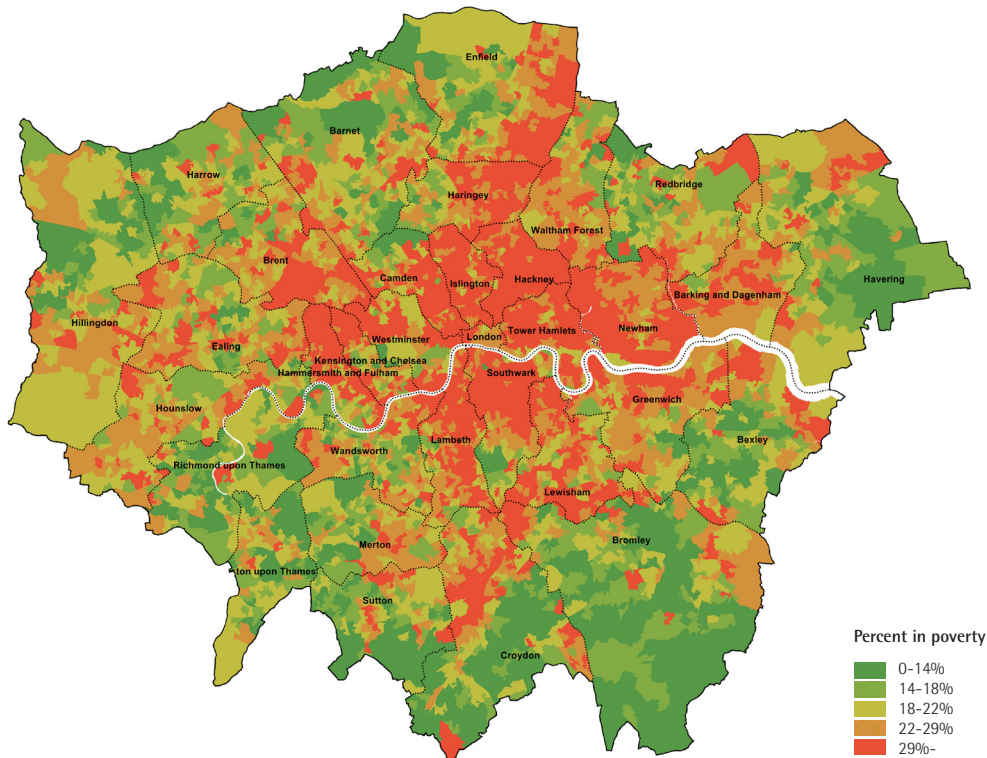 Enfield
Barnet
Harrow
Haringey
Redbridge
Waltham Forest
Brent
Camden
Islington
Hackney
Havering
Barking and Dagenham
Hillingdon
Ealing
Westminster
London
Tower Hamlets
Newham
Kensington and Chelsea
Hammersmith and Fulham
Southwark
Hounslow
Greenwich
Lambeth
Bexley
Wandsworth
Richmond upon Thames
Lewisham
Bromley
Merton
ton upon Thames
Sutton
Croydon
Percent in poverty
0-14%
14-18%
18-22%
22-29%
29%-